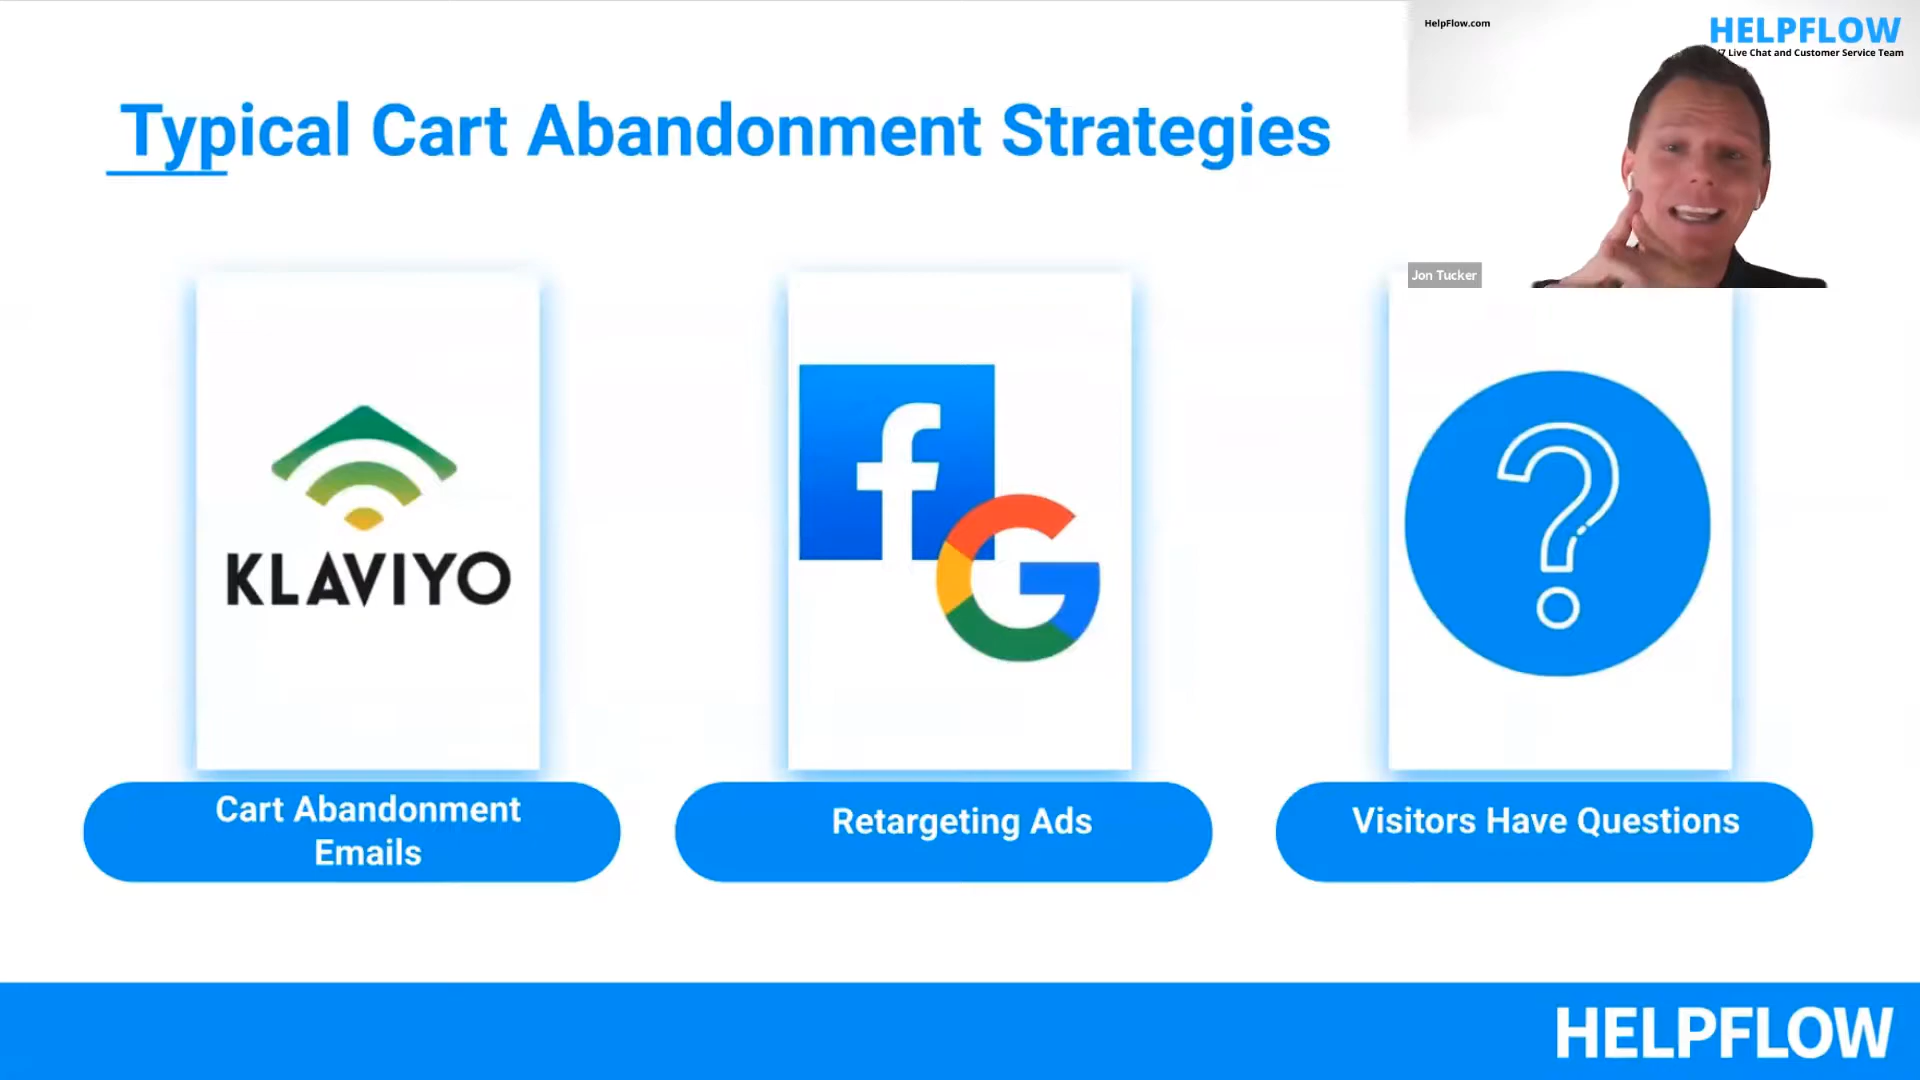 HelpFlow.com
HELPFLOW
7 Live Chat and Customer Service Team
Typical Cart Abandonment Strategies
Jon Tucker
KLAVIYO
Cart Abandonment
Emails
Retargeting Ads
Visitors Have Questions
HELPFLOW